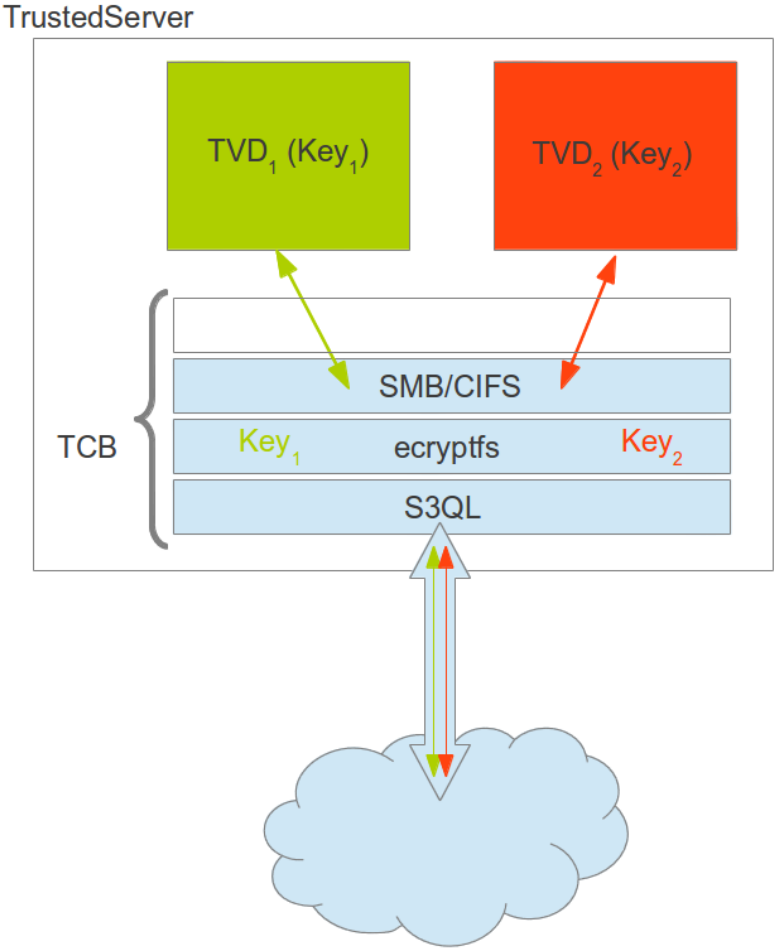 TrustedServer
TVD1 (Key1)
TVD2 (Key2)
SMB/CIFS
TCB
Key1 ecryptfs Key2
S3QL